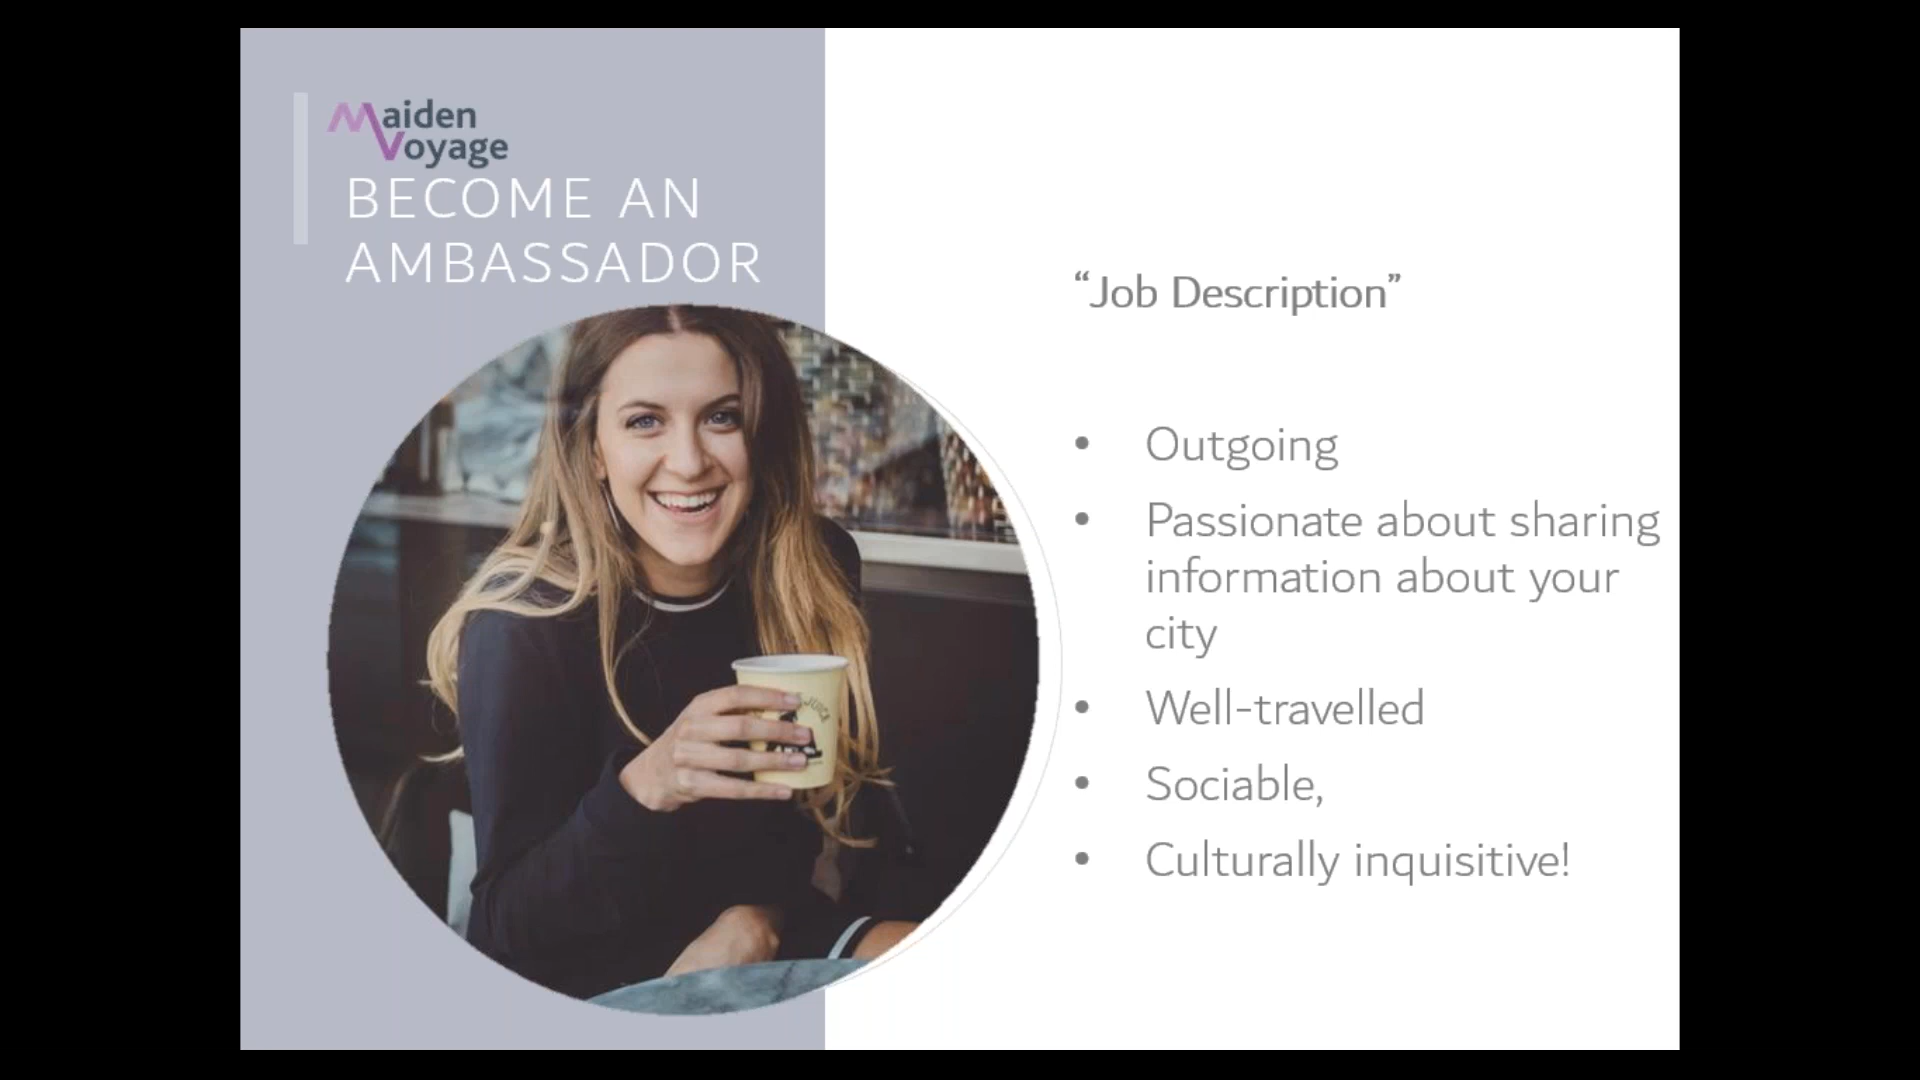 Maiden
Voyage
BECOME AN
AMBASSADOR
“Job Description”
• Outgoing
• Passionate about sharing
information about your
city
• Well-travelled
• Sociable,
• Culturally inquisitive!
JUICE